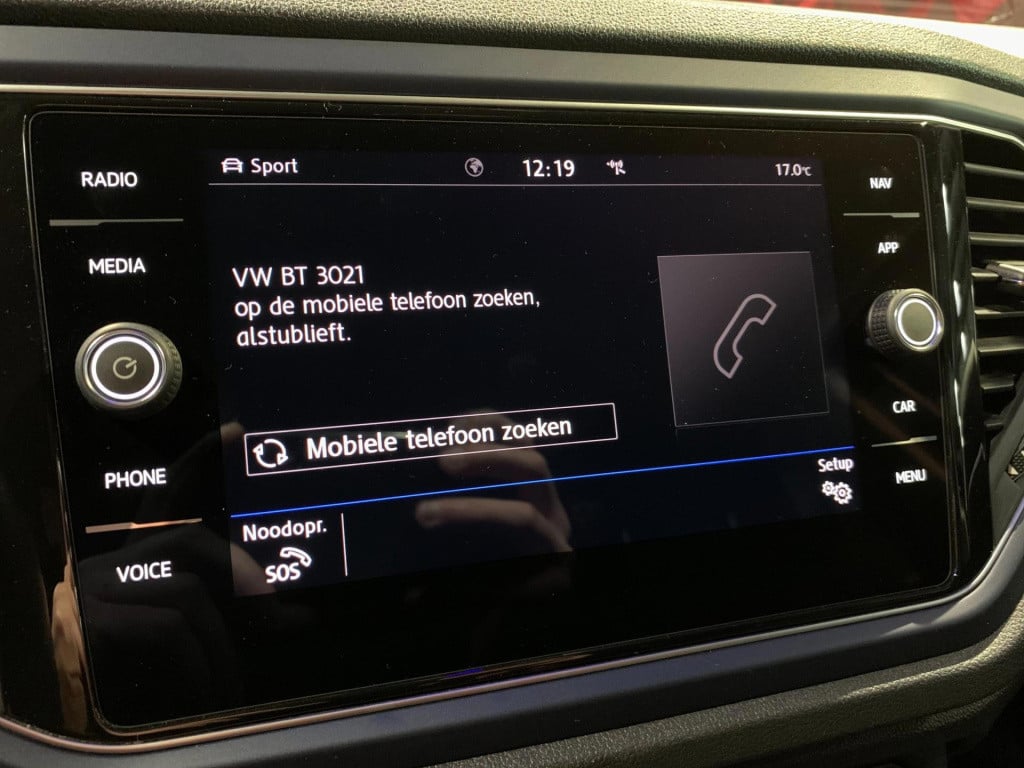 RADIO
MEDIA
PHONE
VOICE
Sport
12:19
17.0°C
VW BT 3021
op de mobiele telefoon zoeken,
alstublieft.
Mobiele telefoon zoeken
Setup
Noodopr.
SOS
NAV
APP
CAR
MENU